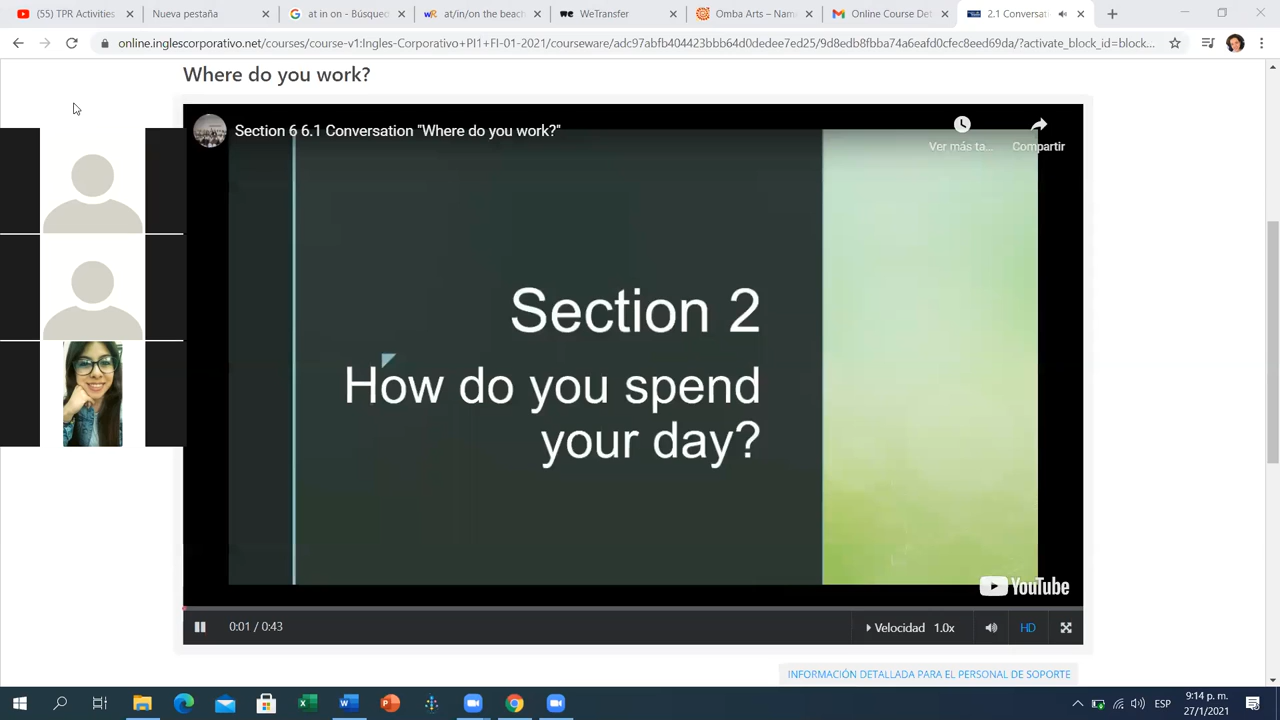 (55) TPR Activities
Nueva pestaña
at in on - Búsqued
at/in/on the beach
WeTransfer
Omba Arts – Nam
Online Course Det
2.1 Conversati
online.inglescorporativo.net/courses/course-v1:Ingles-Corporativo+PI1+FI-01-2021/courseware/adc97abfb404423bbb64d0dedee7ed25/9d8edb8fbba74a6eafd0cfec8eed69da/?activate_block_id=block...
Where do you work?
Section 6 6.1 Conversation "Where do you work?"
Ver más ta...
Compartir
Section 2
How do you spend
your day?
YouTube
0:01 / 0:43
Velocidad 1.0x
HD
INFORMACIÓN DETALLADA PARA EL PERSONAL DE SOPORTE
ESP
9:14 p. m.
27/1/2021